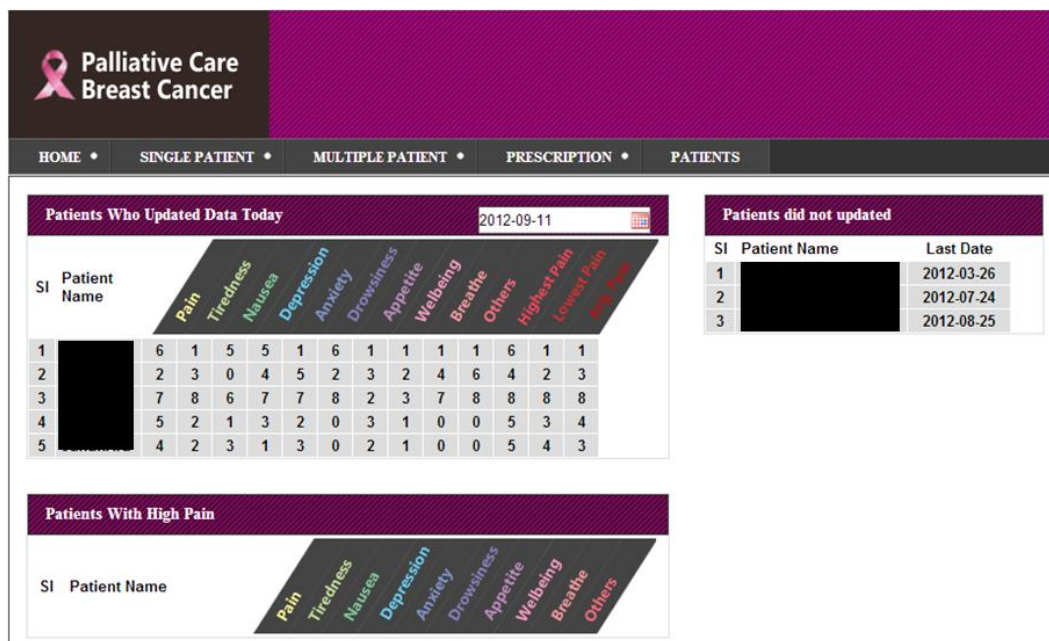 Palliative Care
Breast Cancer
HOME SINGLE PATIENT MULTIPLE PATIENT PRESCRIPTION PATIENTS
Patients Who Updated Data Today 2012-09-11
SI Patient Name Pain Tiredness Nausea Depression Anxiety Drowsiness Appetite Welbeing Breathe Others Highest Pain Lowest Pain Avg. Pain
1 6 1 5 5 1 6 1 1 1 1 6 1 1
2 2 3 0 4 5 2 3 2 4 6 4 2 3
3 7 8 6 7 7 8 2 3 7 8 8 8 8
4 5 2 1 3 2 0 3 1 0 0 5 3 4
5 4 2 3 1 3 0 2 1 0 0 5 4 3
Patients did not updated
SI Patient Name Last Date
1 2012-03-26
2 2012-07-24
3 2012-08-25
Patients With High Pain
SI Patient Name Pain Tiredness Nausea Depression Anxiety Drowsiness Appetite Welbeing Breathe Others